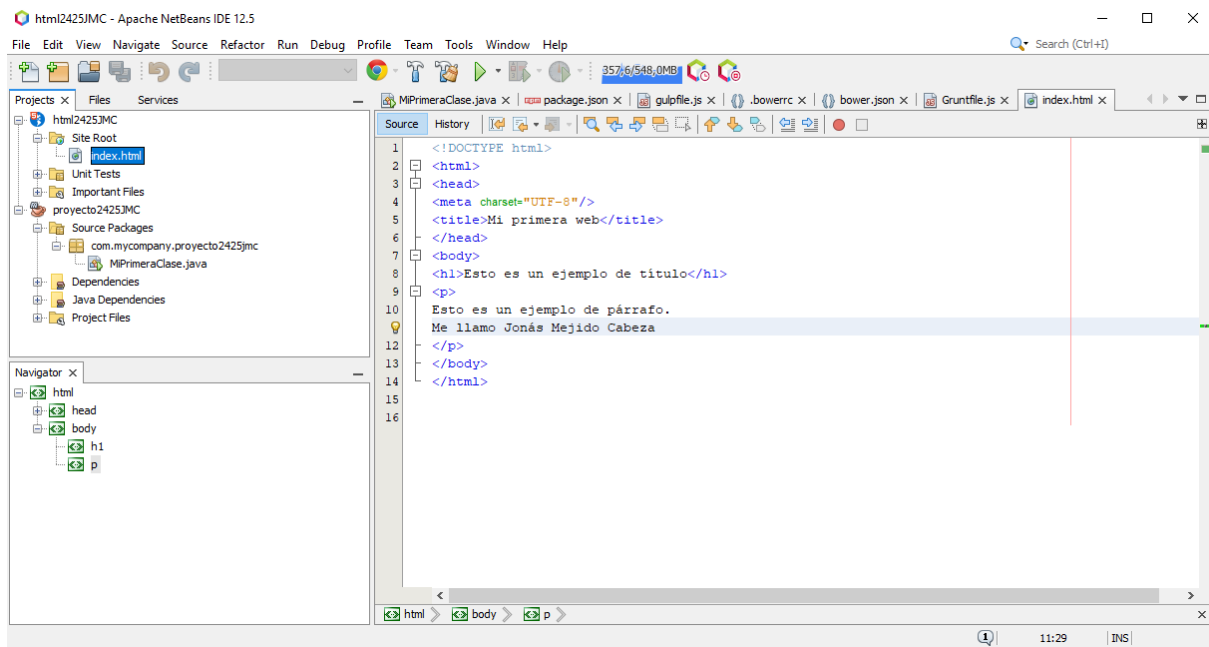 html2425JMC - Apache NetBeans IDE 12.5
File Edit View Navigate Source Refactor Run Debug Profile Team Tools Window Help
Search (Ctrl+I)
357,6/548,0MB
Projects Files Services
MiPrimeraClase.java package.json gulpfile.js .bowerrc bower.json Gruntfile.js index.html
Source History
html2425JMC
Site Root
index.html
Unit Tests
Important Files
proyecto2425JMC
Source Packages
com.mycompany.proyecto2425jmc
MiPrimeraClase.java
Dependencies
Java Dependencies
Project Files
1 <!DOCTYPE html>
2 <html>
3 <head>
4 <meta charset="UTF-8"/>
5 <title>Mi primera web</title>
6 </head>
7 <body>
8 <h1>Esto es un ejemplo de título</h1>
9 <p>
10 Esto es un ejemplo de párrafo.
Me llamo Jonás Mejido Cabeza
12 </p>
13 </body>
14 </html>
15
16
Navigator
html
head
body
h1
p
html body p
1 11:29 INS